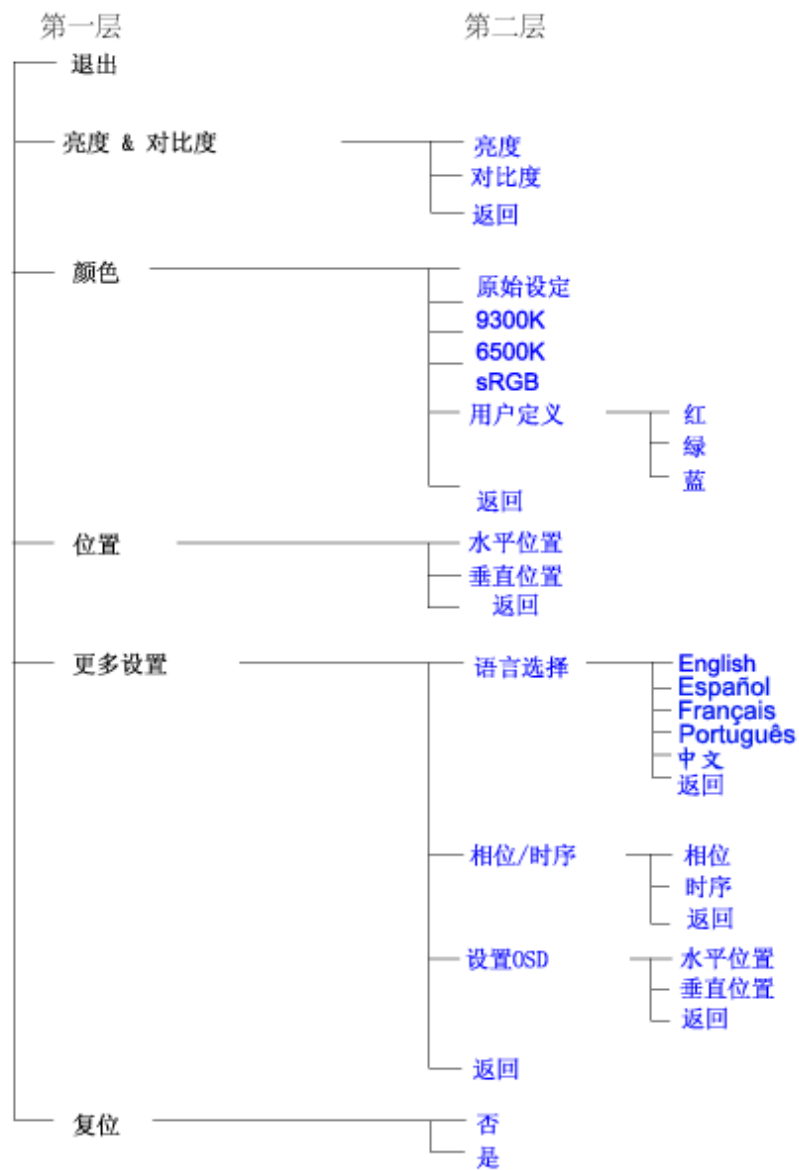 第一层 第二层
退出
亮度 & 对比度 亮度
对比度
返回
颜色
原始设定
9300K
6500K
sRGB
用户定义 红
绿
蓝
返回
位置 水平位置
垂直位置
返回
更多设置 语言选择 English
Español
Français
Português
中文
返回
相位/时序 相位
时序
返回
设置OSD 水平位置
垂直位置
返回
返回
复位 否
是